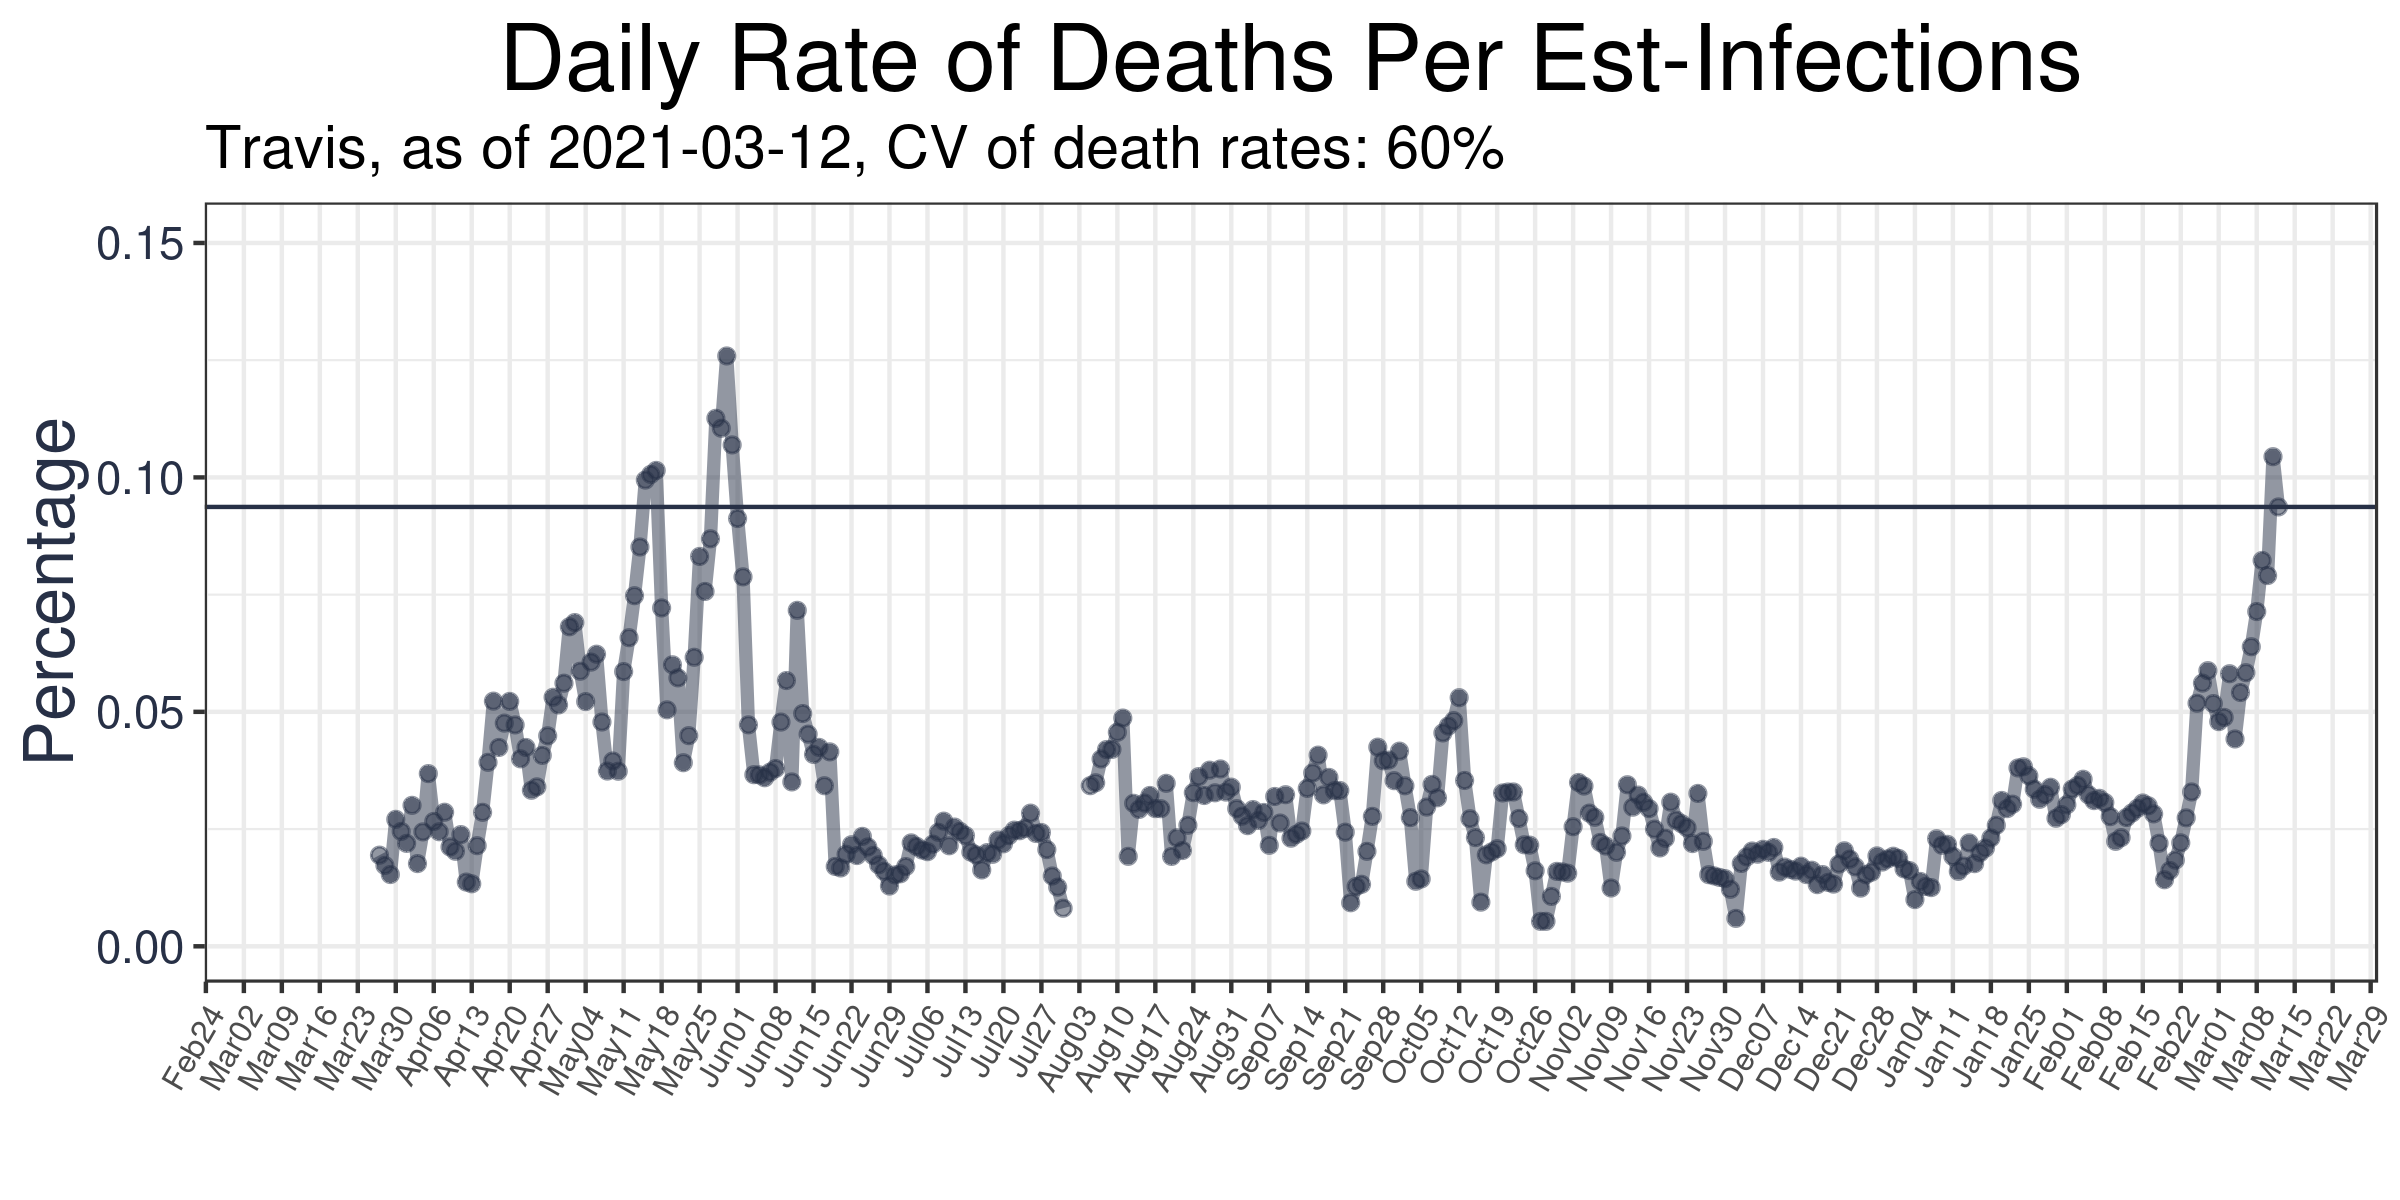 Daily Rate of Deaths Per Est-Infections
Travis, as of 2021-03-12, CV of death rates: 60%
Percentage
0.15
0.10
0.05
0.00
Feb24
Mar02
Mar09
Mar16
Mar23
Mar30
Apr06
Apr13
Apr20
Apr27
May04
May11
May18
May25
Jun01
Jun08
Jun15
Jun22
Jun29
Jul06
Jul13
Jul20
Jul27
Aug03
Aug10
Aug17
Aug24
Aug31
Sep07
Sep14
Sep21
Sep28
Oct05
Oct12
Oct19
Oct26
Nov02
Nov09
Nov16
Nov23
Nov30
Dec07
Dec14
Dec21
Dec28
Dec04
Jan11
Jan18
Jan25
Feb01
Feb08
Feb15
Feb22
Mar01
Mar08
Mar15
Mar22
Mar29